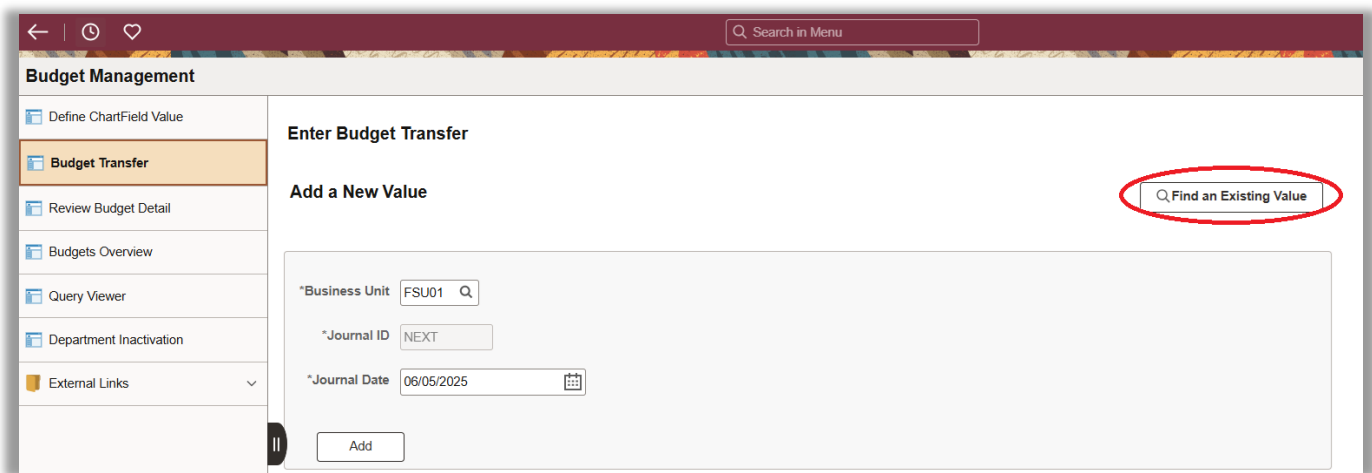 Search in Menu
Budget Management
Define ChartField Value
Budget Transfer
Review Budget Detail
Budgets Overview
Query Viewer
Department Inactivation
External Links
Enter Budget Transfer
Add a New Value
Find an Existing Value
*Business Unit FSU01
*Journal ID NEXT
*Journal Date 06/05/2025
Add